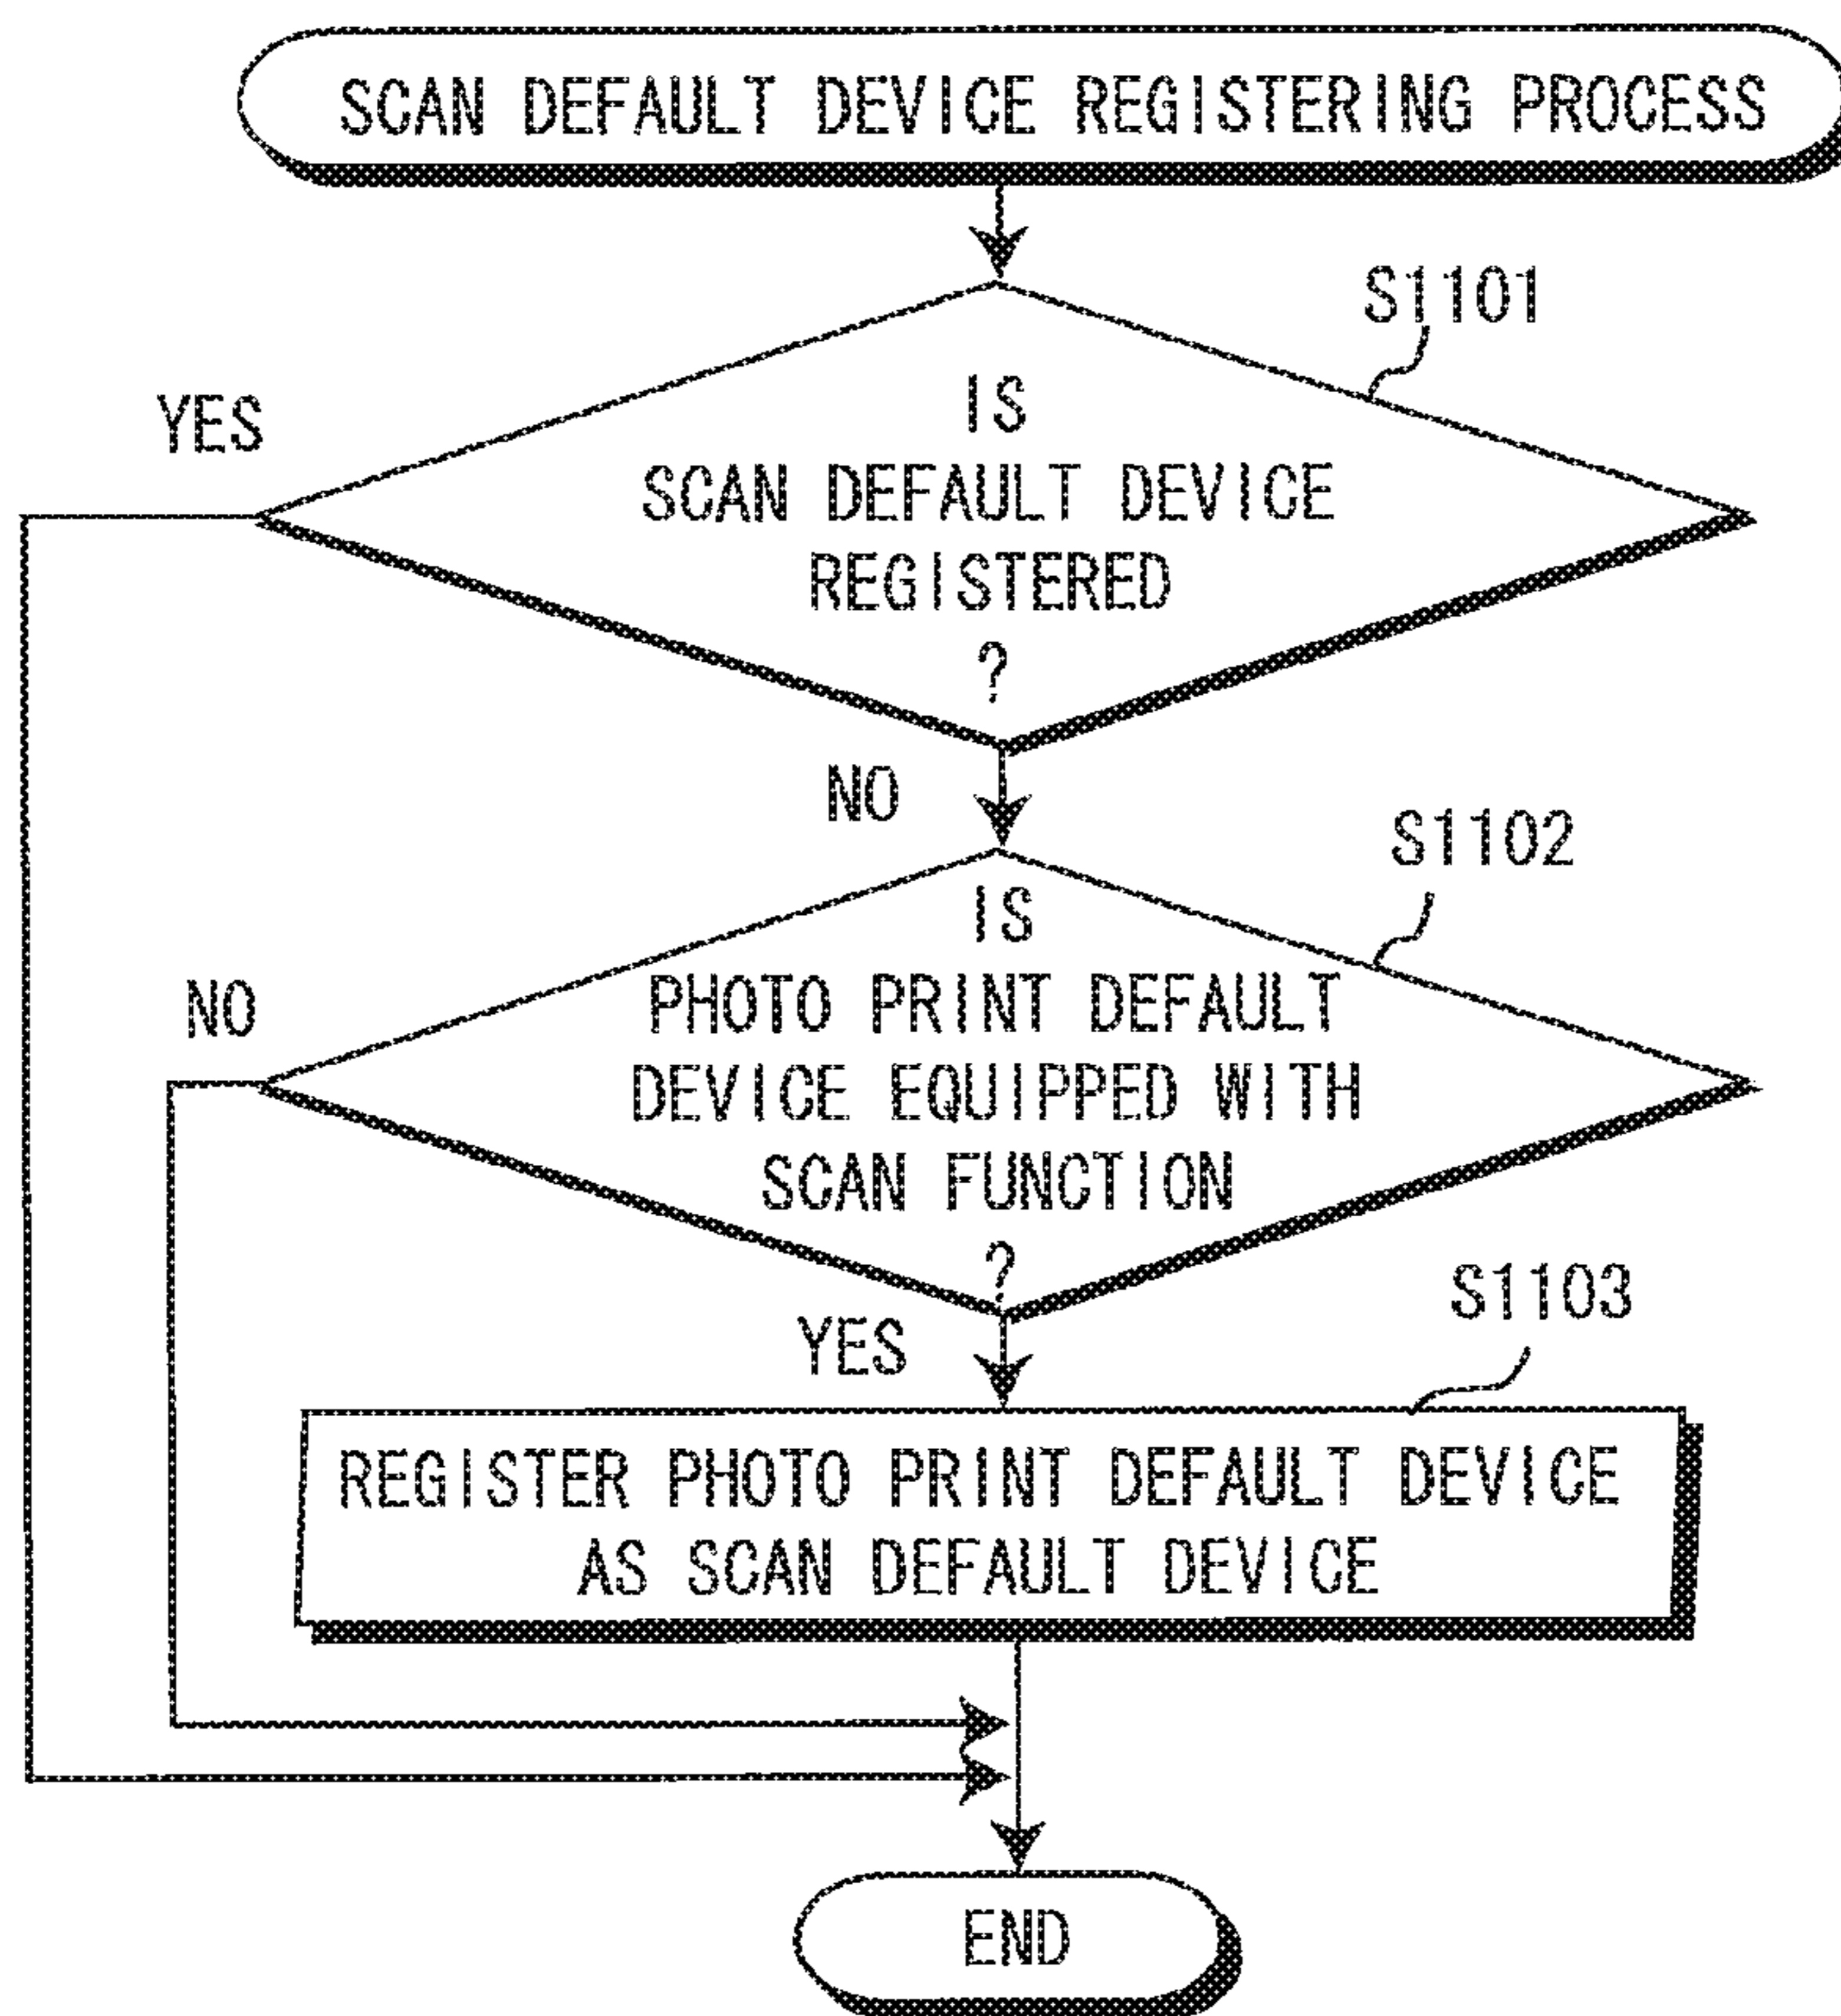 SCAN DEFAULT DEVICE REGISTERING PROCESS
S1101
YES
IS
SCAN DEFAULT DEVICE
REGISTERED
?
NO
S1102
IS
NO
PHOTO PRINT DEFAULT
DEVICE EQUIPPED WITH
SCAN FUNCTION
?
S1103
YES
REGISTER PHOTO PRINT DEFAULT DEVICE
AS SCAN DEFAULT DEVICE
END